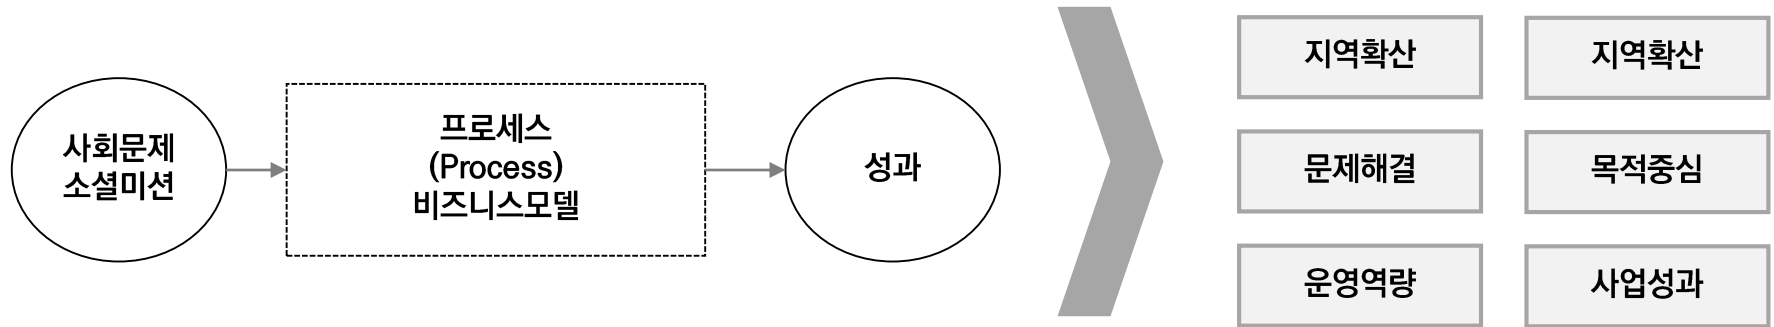 사회문제
소셜미션
프로세스
(Process)
비즈니스모델
성과
지역확산
지역확산
문제해결
목적중심
운영역량
사업성과